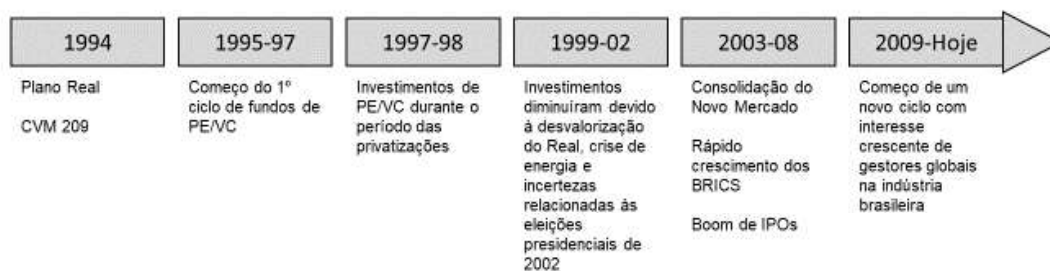 1994
1995-97
1997-98
1999-02
2003-08
2009-Hoje
Plano Real
CVM 209
Começo do 1º
ciclo de fundos de
PE/VC
Investimentos de
PE/VC durante o
período das
privatizações
Investimentos
diminuíram devido
à desvalorização
do Real, crise de
energia e
incertezas
relacionadas às
eleições
presidenciais de
2002
Consolidação do
Novo Mercado
Rápido
crescimento dos
BRICS
Boom de IPOs
Começo de um
novo ciclo com
interesse
crescente de
gestores globais
na indústria
brasileira